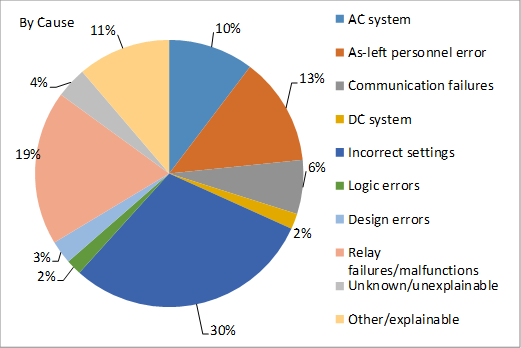 By Cause
10%
13%
6%
2%
30%
2%
3%
19%
4%
11%
AC system
As-left personnel error
Communication failures
DC system
Incorrect settings
Logic errors
Design errors
Relay
failures/malfunctions
Unknown/unexplainable
Other/explainable